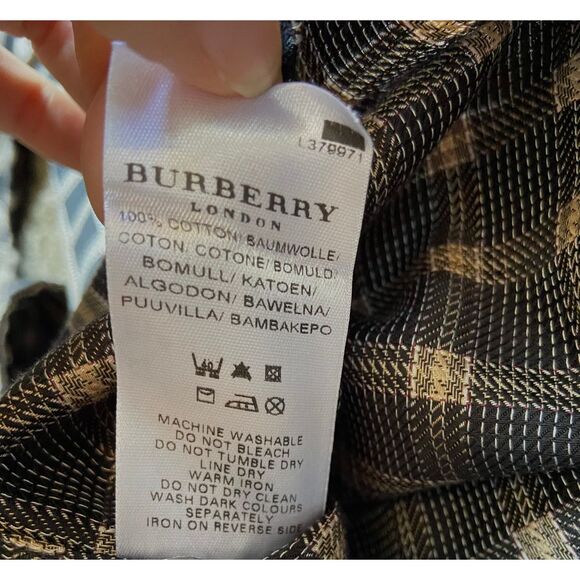 L379971
BURBERRY
LONDON
100% COTTON/ BAUMWOLLE/
COTON/ COTONE/ BOMULD/
BOMULL/ KATOEN/
ALGODON/ BAWELNA/
PUUVILLA/ BAMBAKEPO
40
MACHINE WASHABLE
DO NOT BLEACH
DO NOT TUMBLE DRY
LINE DRY
WARM IRON
DO NOT DRY CLEAN
WASH DARK COLOURS
SEPARATELY
IRON ON REVERSE SIDE